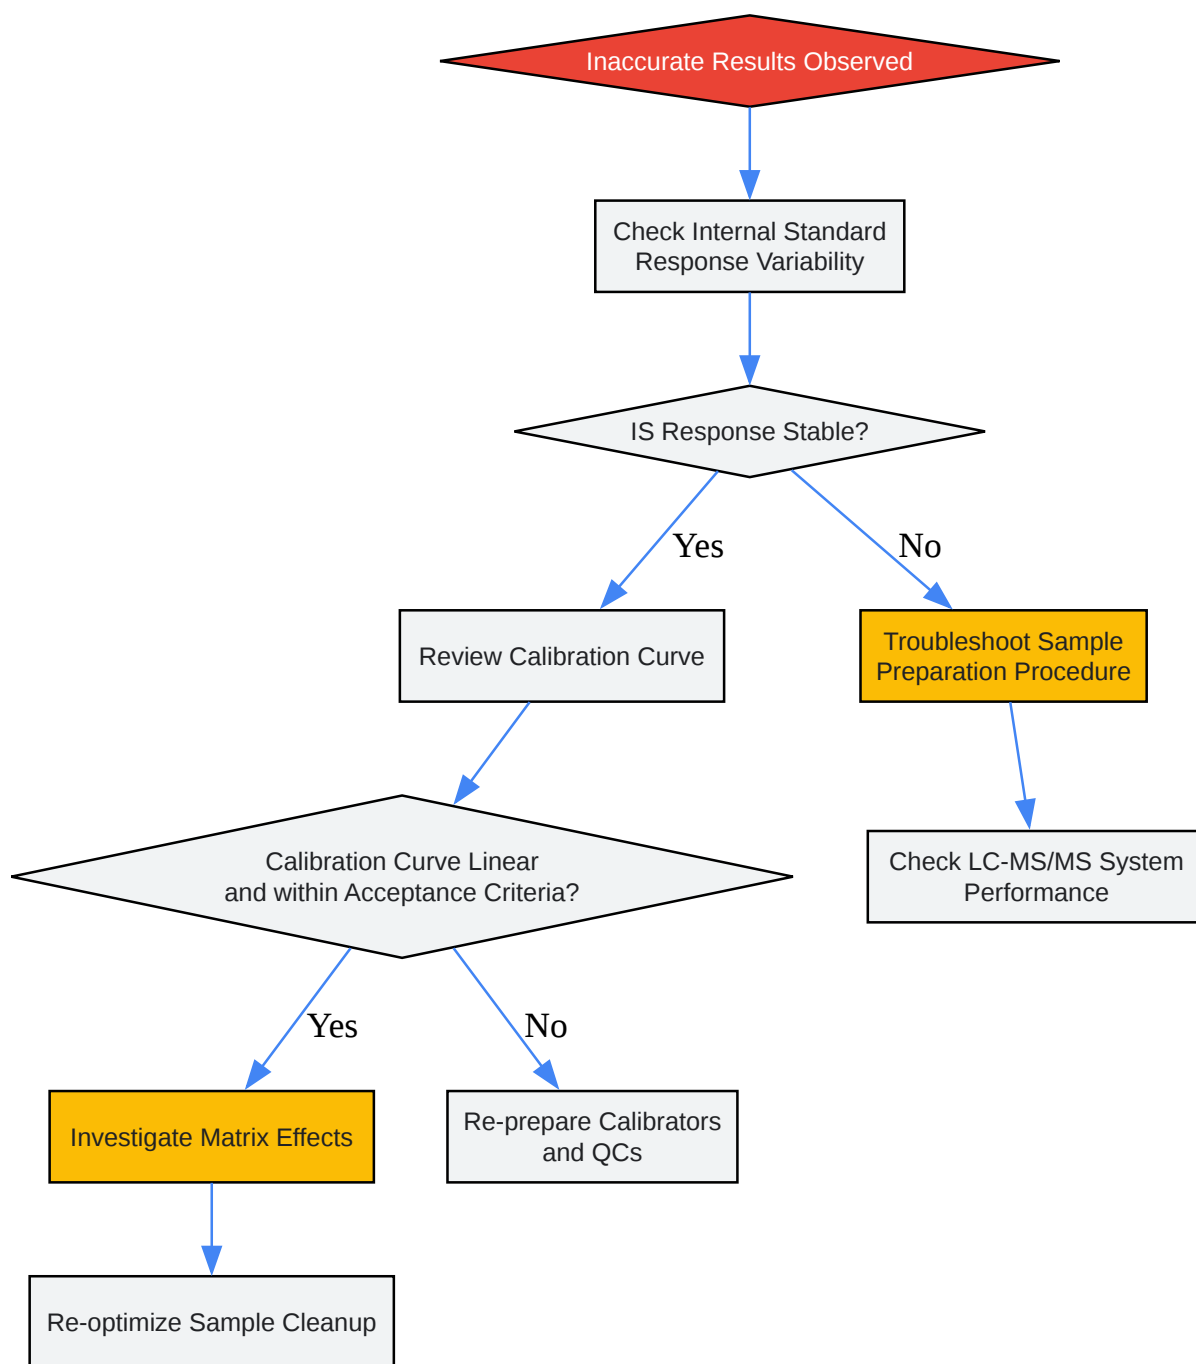 Inaccurate Results Observed
Check Internal Standard
Response Variability
IS Response Stable?
Yes
No
Review Calibration Curve
Troubleshoot Sample
Preparation Procedure
Calibration Curve Linear
and within Acceptance Criteria?
Check LC-MS/MS System
Performance
Yes
No
Investigate Matrix Effects
Re-prepare Calibrators
and QCs
Re-optimize Sample Cleanup